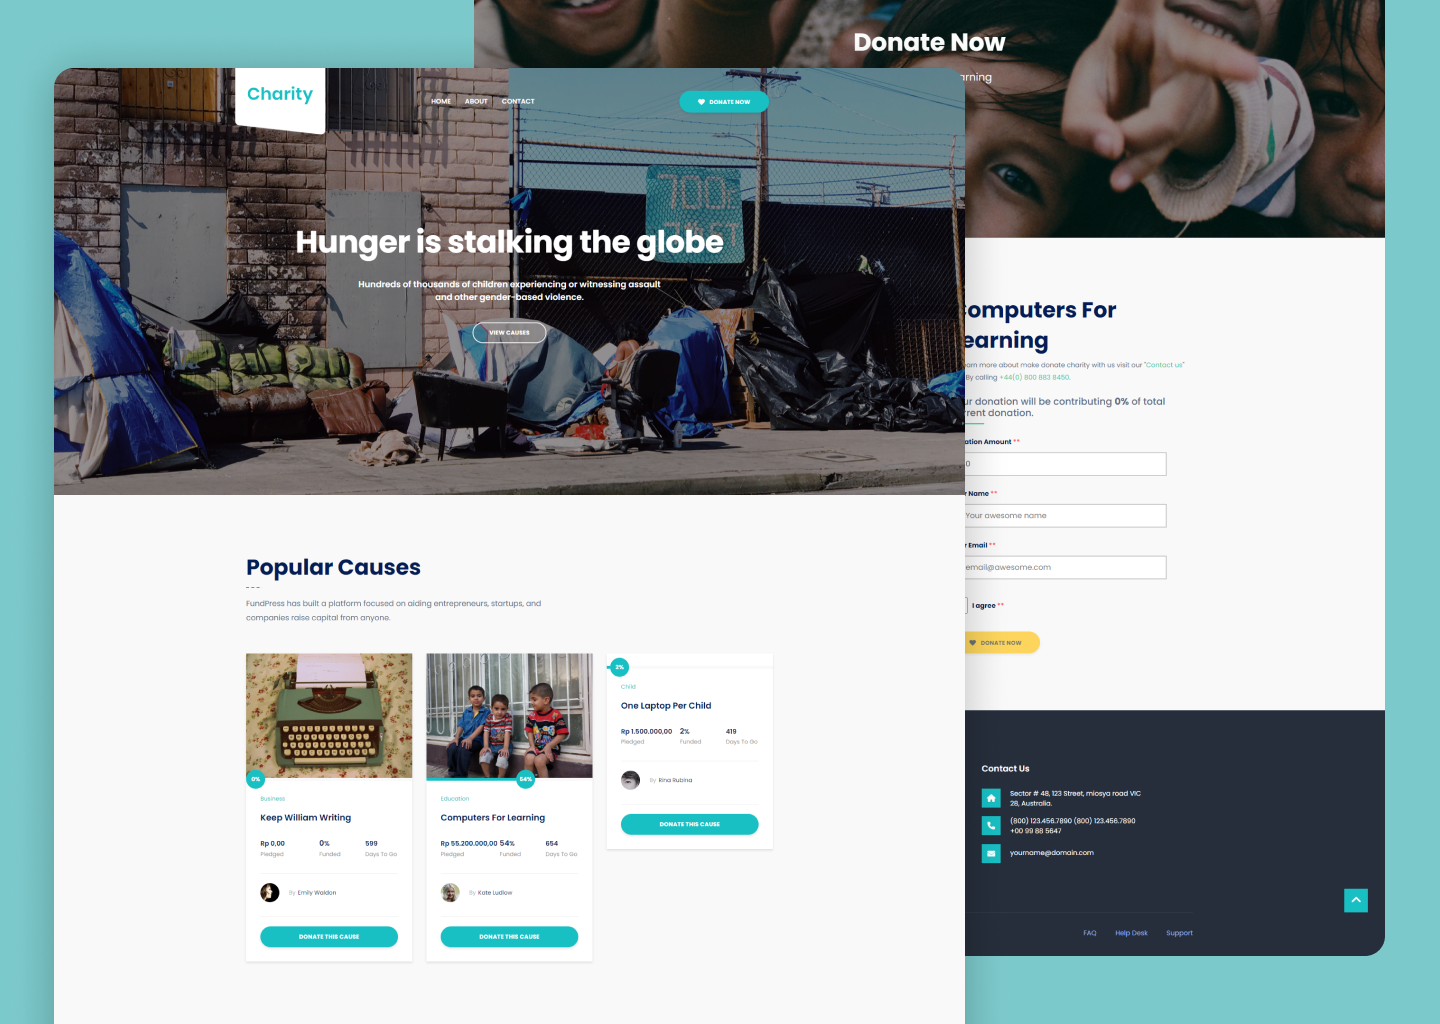 Charity
HOME ABOUT CONTACT
DONATE NOW
Hunger is stalking the globe
Hundreds of thousands of children experiencing or witnessing assault
and other gender-based violence.
VIEW CAUSES
Popular Causes
FundPress has built a platform focused on aiding entrepreneurs, startups, and
companies raise capital from anyone.
0%
Business
Keep William Writing
Rp 0,00 0% 599
Pledged Funded Days To Go
By Emily Waldon
DONATE THIS CAUSE
54%
Education
Computers For Learning
Rp 55.200.000,00 54% 654
Pledged Funded Days To Go
By Kate Ludlow
DONATE THIS CAUSE
2%
Child
One Laptop Per Child
Rp 1.500.000,00 2% 419
Pledged Funded Days To Go
By Rina Rubina
DONATE THIS CAUSE
Donate Now
arning
omputers For
earning
arn more about make donate charity with us visit our "Contact us"
By calling +44(0) 800 883 8450.
ur donation will be contributing 0% of total
rrent donation.
ation Amount **
0
r Name **
Your awesome name
r Email **
email@awesome.com
I agree **
DONATE NOW
Contact Us
Sector # 48, 123 Street, miosya road VIC
28, Australia.
(800) 123.456.7890 (800) 123.456.7890
+00 99 88 5647
yourname@domain.com
FAQ Help Desk Support